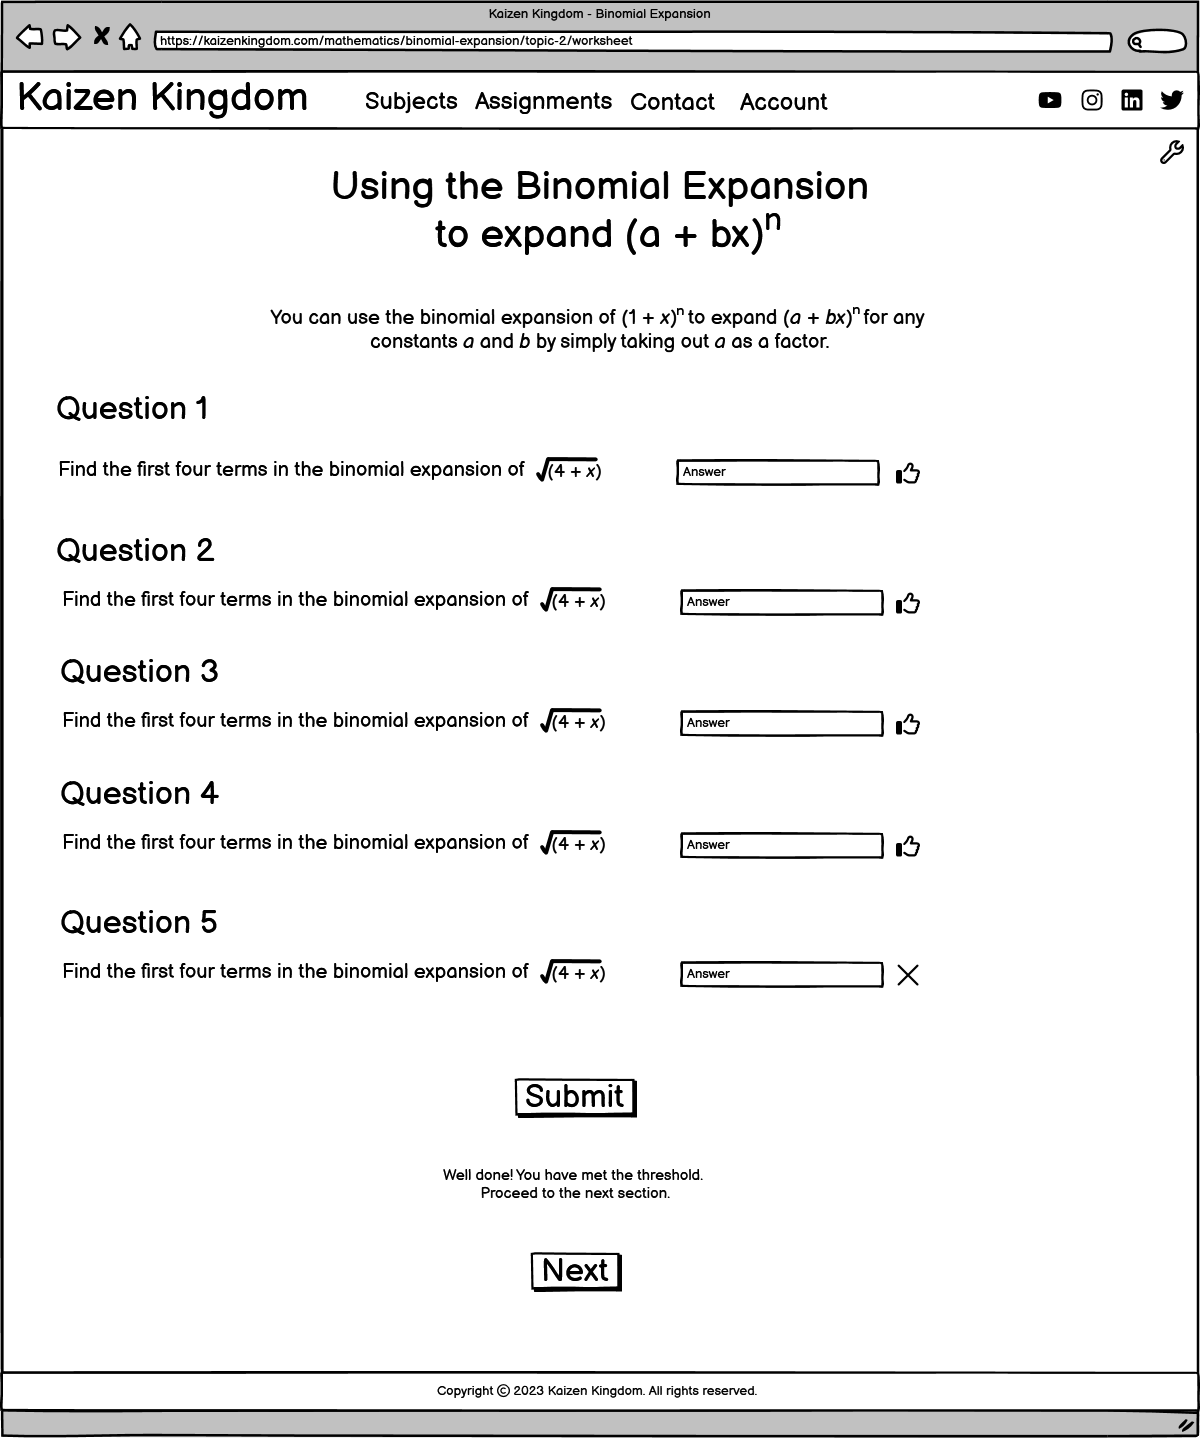 Kaizen Kingdom - Binomial Expansion
https://kaizenkingdom.com/mathematics/binomial-expansion/topic-2/worksheet
Kaizen Kingdom Subjects Assignments Contact Account
Using the Binomial Expansion
to expand (a + bx)ⁿ
You can use the binomial expansion of (1 + x)ⁿ to expand (a + bx)ⁿ for any
constants a and b by simply taking out a as a factor.
Question 1
Find the first four terms in the binomial expansion of √(4 + x) Answer
Question 2
Find the first four terms in the binomial expansion of √(4 + x) Answer
Question 3
Find the first four terms in the binomial expansion of √(4 + x) Answer
Question 4
Find the first four terms in the binomial expansion of √(4 + x) Answer
Question 5
Find the first four terms in the binomial expansion of √(4 + x) Answer
Submit
Well done! You have met the threshold.
Proceed to the next section.
Next
Copyright © 2023 Kaizen Kingdom. All rights reserved.